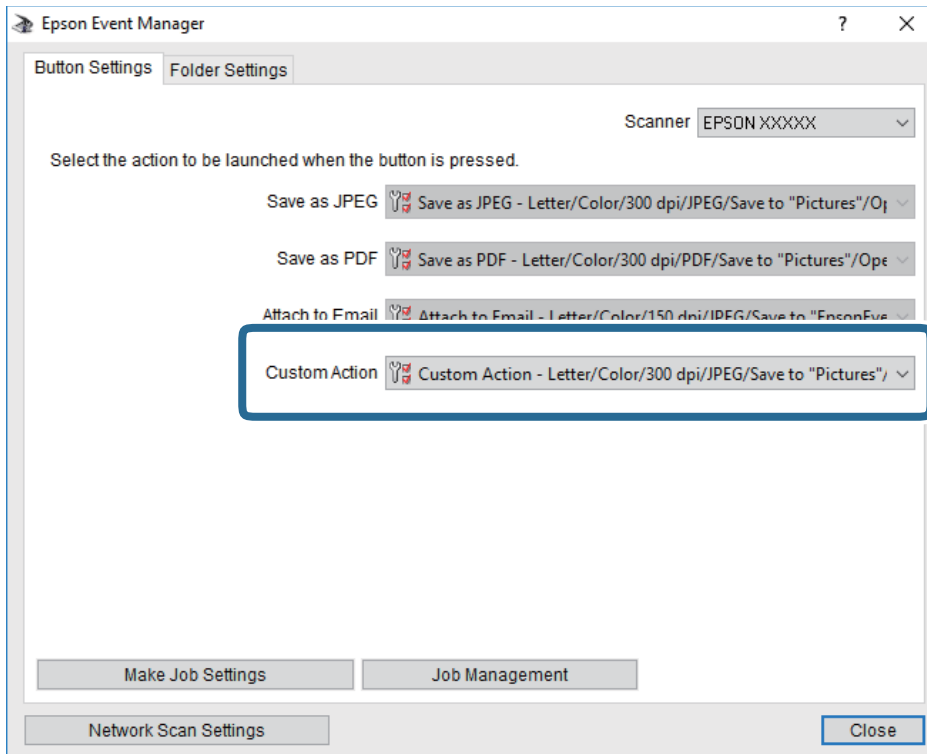 Epson Event Manager
Button Settings
Folder Settings
Scanner EPSON XXXXX
Select the action to be launched when the button is pressed.
Save as JPEG Save as JPEG - Letter/Color/300 dpi/JPEG/Save to "Pictures"/Op
Save as PDF Save as PDF - Letter/Color/300 dpi/PDF/Save to "Pictures"/Ope
Attach to Email Attach to Email - Letter/Color/150 dpi/JPEG/Save to "EpsonEve
Custom Action Custom Action - Letter/Color/300 dpi/JPEG/Save to "Pictures"/
Make Job Settings
Job Management
Network Scan Settings
Close